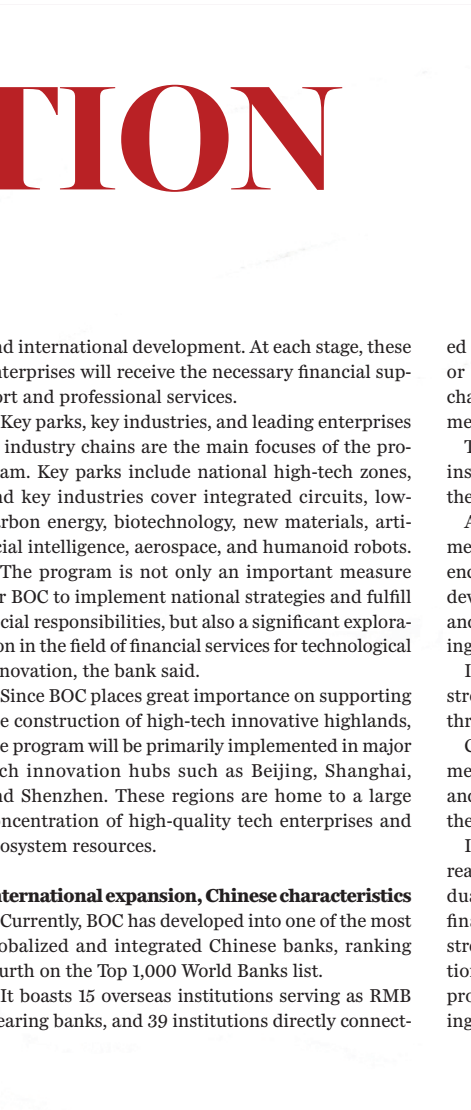 TION
nd international development. At each stage, these
nterprises will receive the necessary financial sup-
ort and professional services.
Key parks, key industries, and leading enterprises
industry chains are the main focuses of the pro-
am. Key parks include national high-tech zones,
nd key industries cover integrated circuits, low-
arbon energy, biotechnology, new materials, arti-
cial intelligence, aerospace, and humanoid robots.
The program is not only an important measure
r BOC to implement national strategies and fulfill
cial responsibilities, but also a significant explora-
on in the field of financial services for technological
nnovation, the bank said.
Since BOC places great importance on supporting
e construction of high-tech innovative highlands,
e program will be primarily implemented in major
ch innovation hubs such as Beijing, Shanghai,
nd Shenzhen. These regions are home to a large
oncentration of high-quality tech enterprises and
osystem resources.
nternational expansion, Chinese characteristics
Currently, BOC has developed into one of the most
obalized and integrated Chinese banks, ranking
urth on the Top 1,000 World Banks list.
It boasts 15 overseas institutions serving as RMB
earing banks, and 39 institutions directly connect-
ed
or
cha
me
T
ins
the
A
me
enc
dev
and
ing
I
stre
thr
C
me
and
the
I
rea
dua
fina
stre
tion
pro
ing